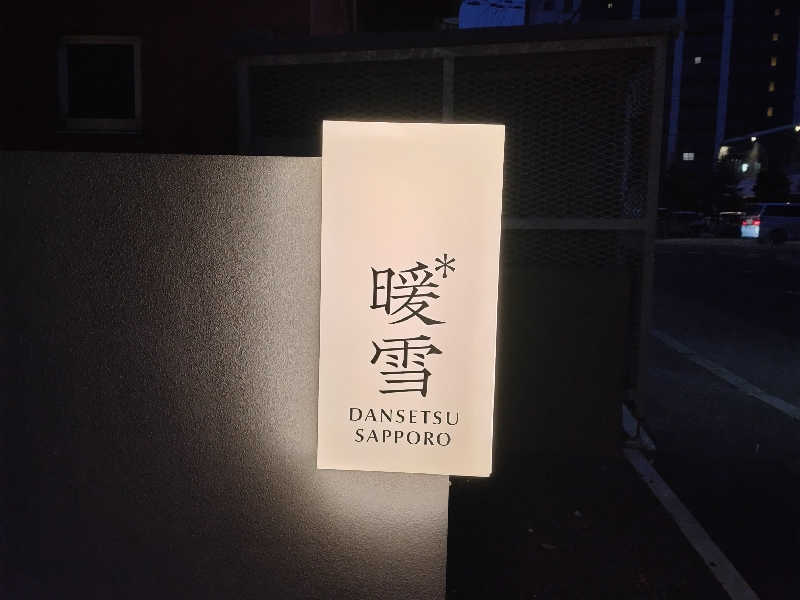 暖*
雪
DANSETSU
SAPPORO